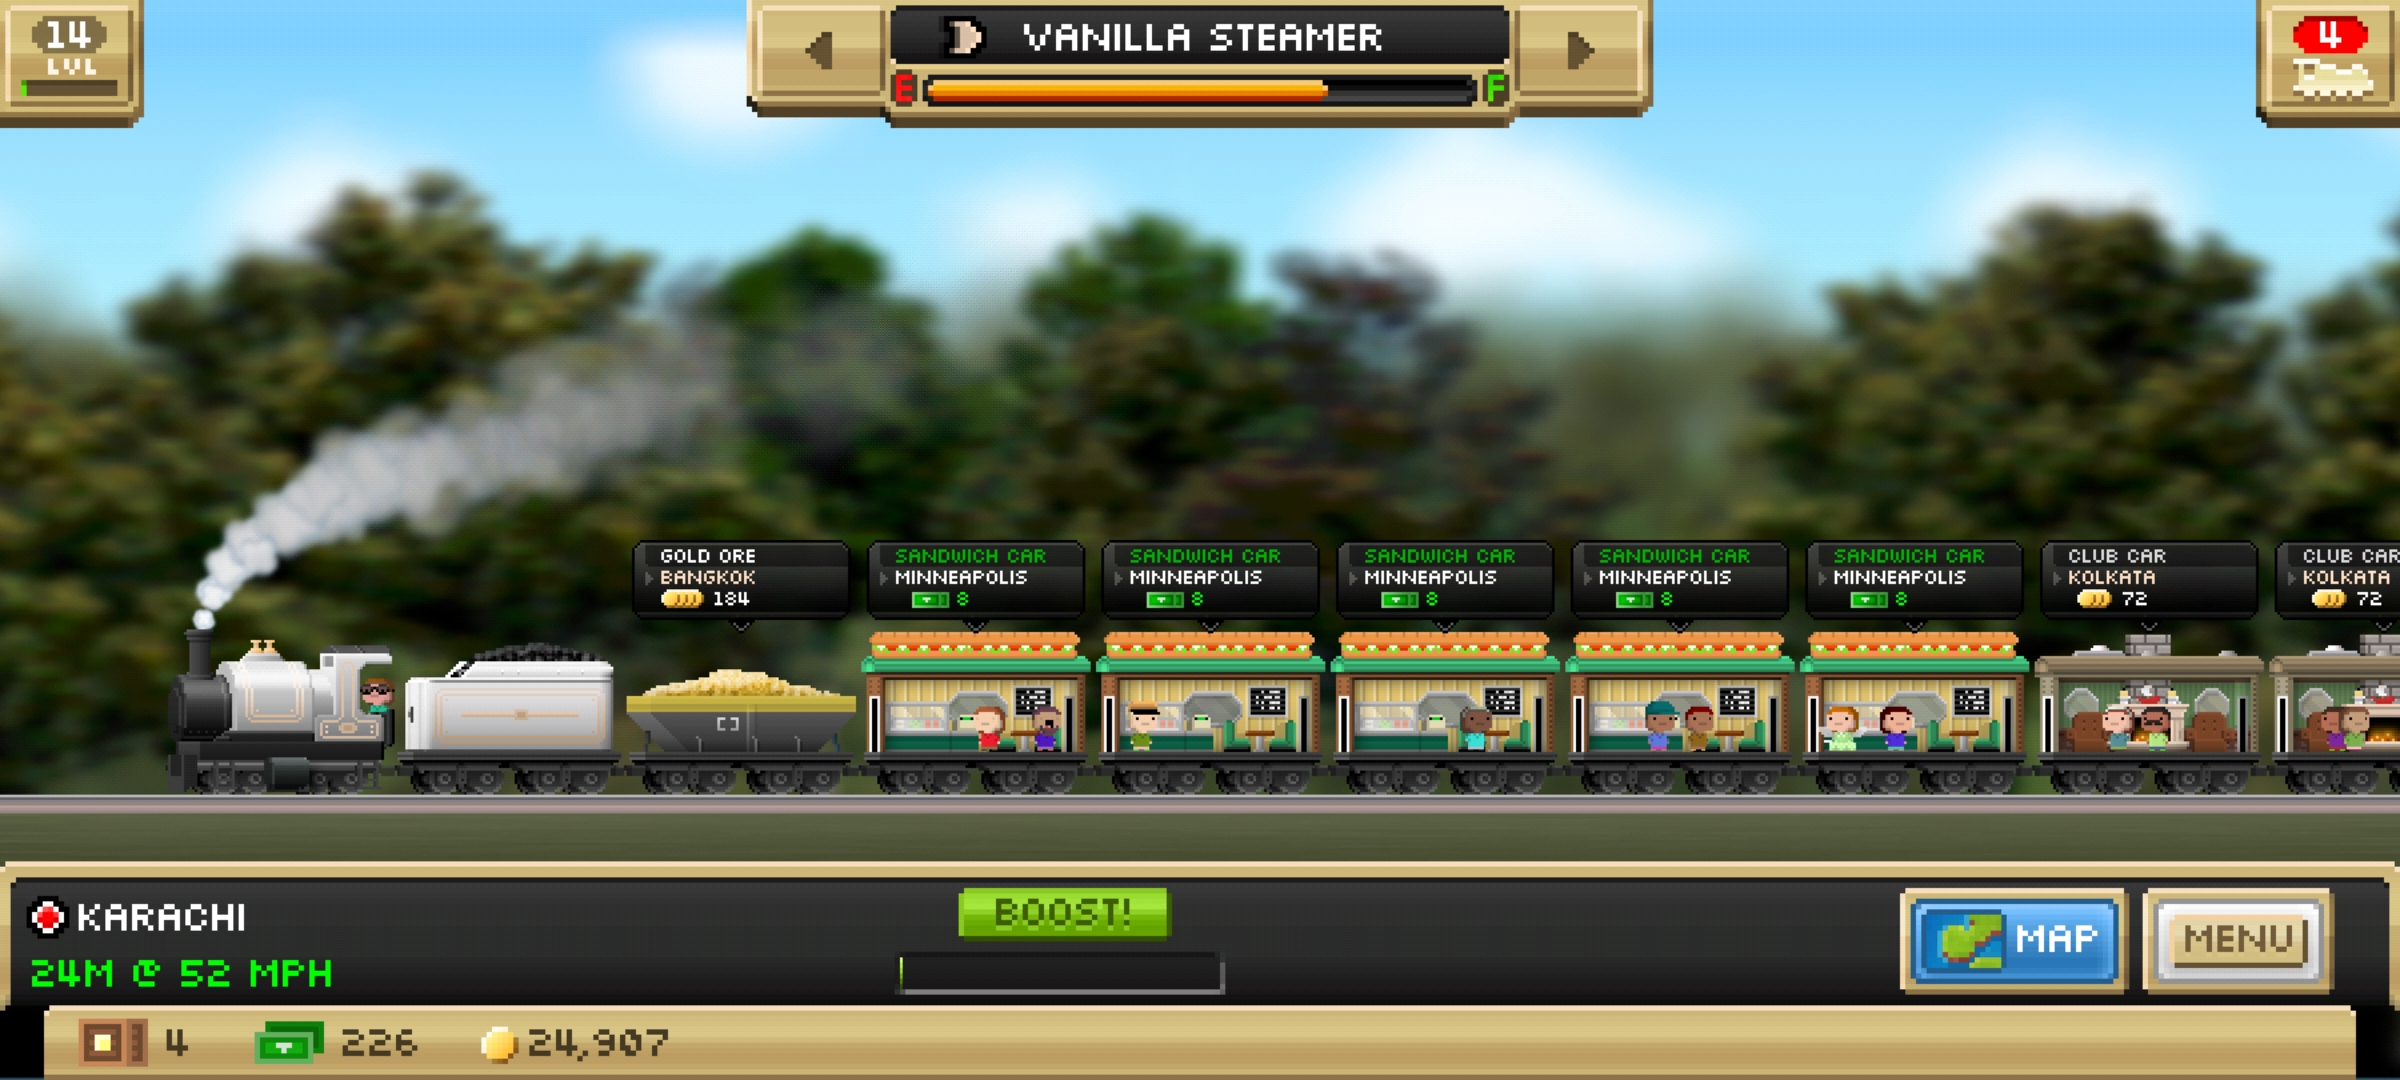 14
LVL
VANILLA STEAMER
E F
4
GOLD ORE
BANGKOK
184
SANDWICH CAR
MINNEAPOLIS
8
SANDWICH CAR
MINNEAPOLIS
8
SANDWICH CAR
MINNEAPOLIS
8
SANDWICH CAR
MINNEAPOLIS
8
SANDWICH CAR
MINNEAPOLIS
8
CLUB CAR
KOLKATA
72
CLUB CAR
KOLKATA
72
KARACHI
24M @ 52 MPH
BOOST!
MAP
MENU
4
226
24,907